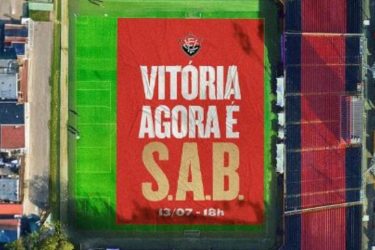 VITÓRIA
AGORA É
S.A.B.
13/07 - 18h